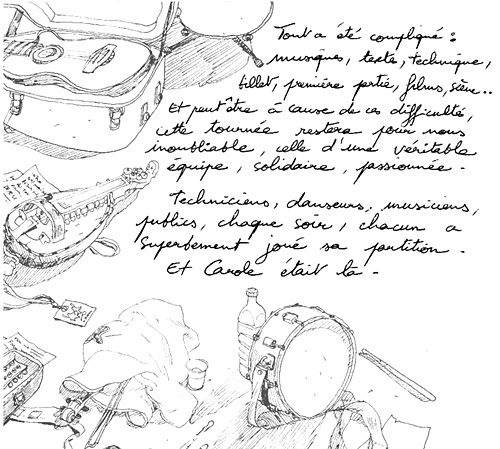 Tout a été compliqué :
musiques, texte, technique,
billet, première partie, films, scène...
Et peut être à cause de ces difficultés,
cette tournée restera pour nous
inoubliable, celle d'une véritable
équipe, solidaire, passionnée -
Techniciens, danseurs, musiciens,
publics, chaque soir, chacun a
superbement joué sa partition -
Et Carole était là -